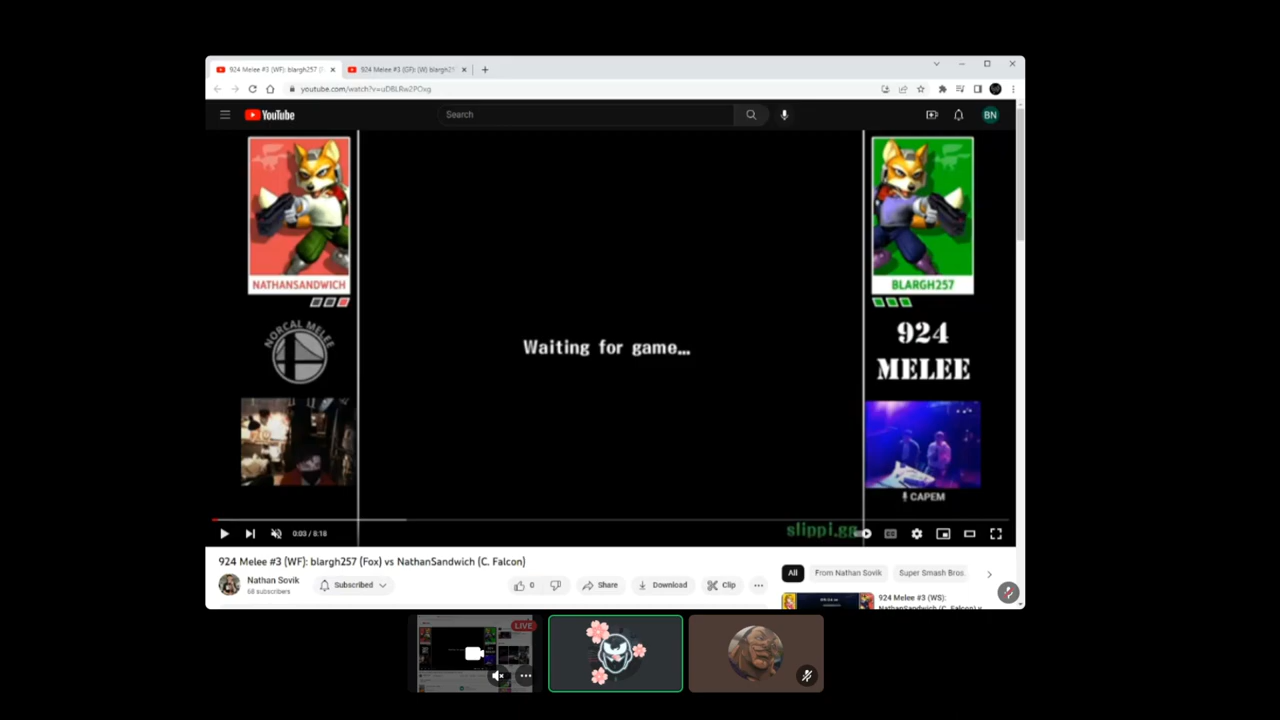 924 Melee #3 (WF): blargh257 (F
924 Melee #3 (GF): (W) blargh25
youtube.com/watch?v=uDBLRw2POxg
YouTube
Search
BN
NATHANSANDWICH
BLARGH257
NORCAL MELEE
924
MELEE
Waiting for game...
CAPEM
slippi.gg
0:03 / 8:18
924 Melee #3 (WF): blargh257 (Fox) vs NathanSandwich (C. Falcon)
Nathan Sovik
68 subscribers
Subscribed
0
Share
Download
Clip
All
From Nathan Sovik
Super Smash Bros.
924 Melee #3 (WS):
NathanSandwich (C. Falcon) v
LIVE